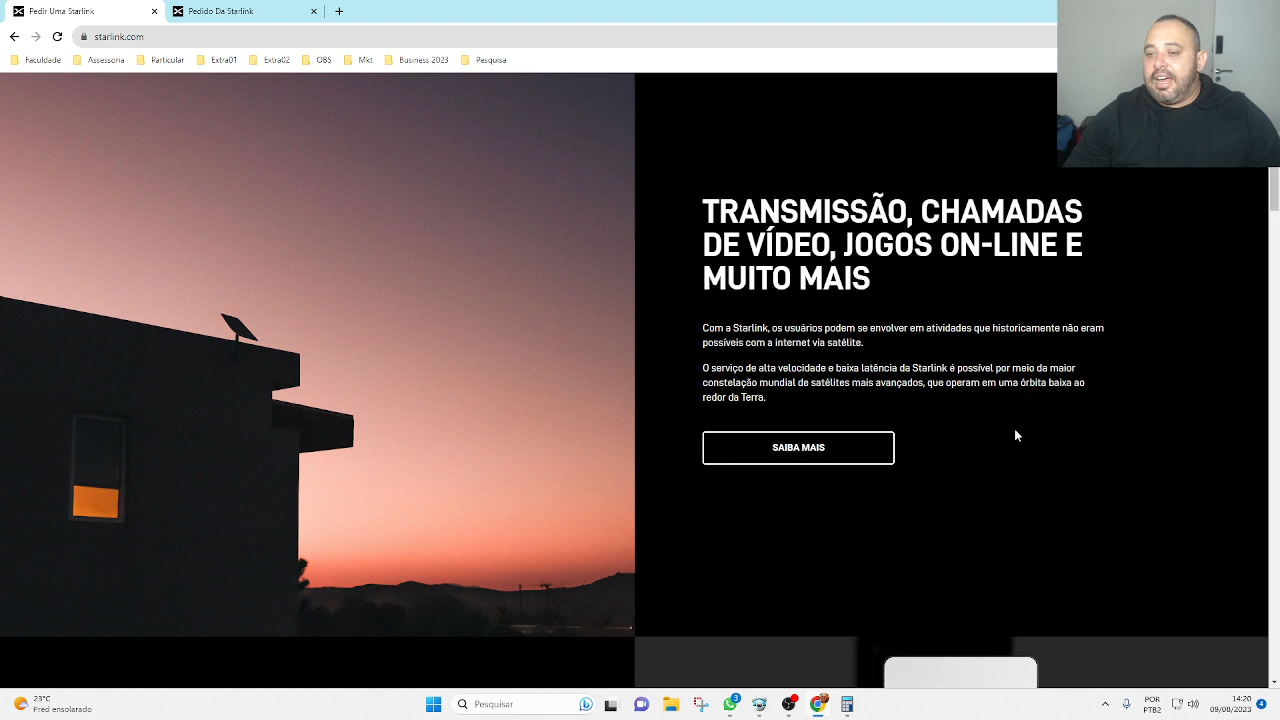 Pedir Uma Starlink
Pedido Da Starlink
starlink.com
Faculdade Assessoria Particular Extra01 Extra02 OBS Mkt Business 2023 Pesquisa
TRANSMISSÃO, CHAMADAS
DE VÍDEO, JOGOS ON-LINE E
MUITO MAIS
Com a Starlink, os usuários podem se envolver em atividades que historicamente não eram
possíveis com a internet via satélite.
O serviço de alta velocidade e baixa latência da Starlink é possível por meio da maior
constelação mundial de satélites mais avançados, que operam em uma órbita baixa ao
redor da Terra.
SAIBA MAIS
23°C
Pred ensolarado
Pesquisar
3
POR
PTB2
14:20
09/08/2023
4